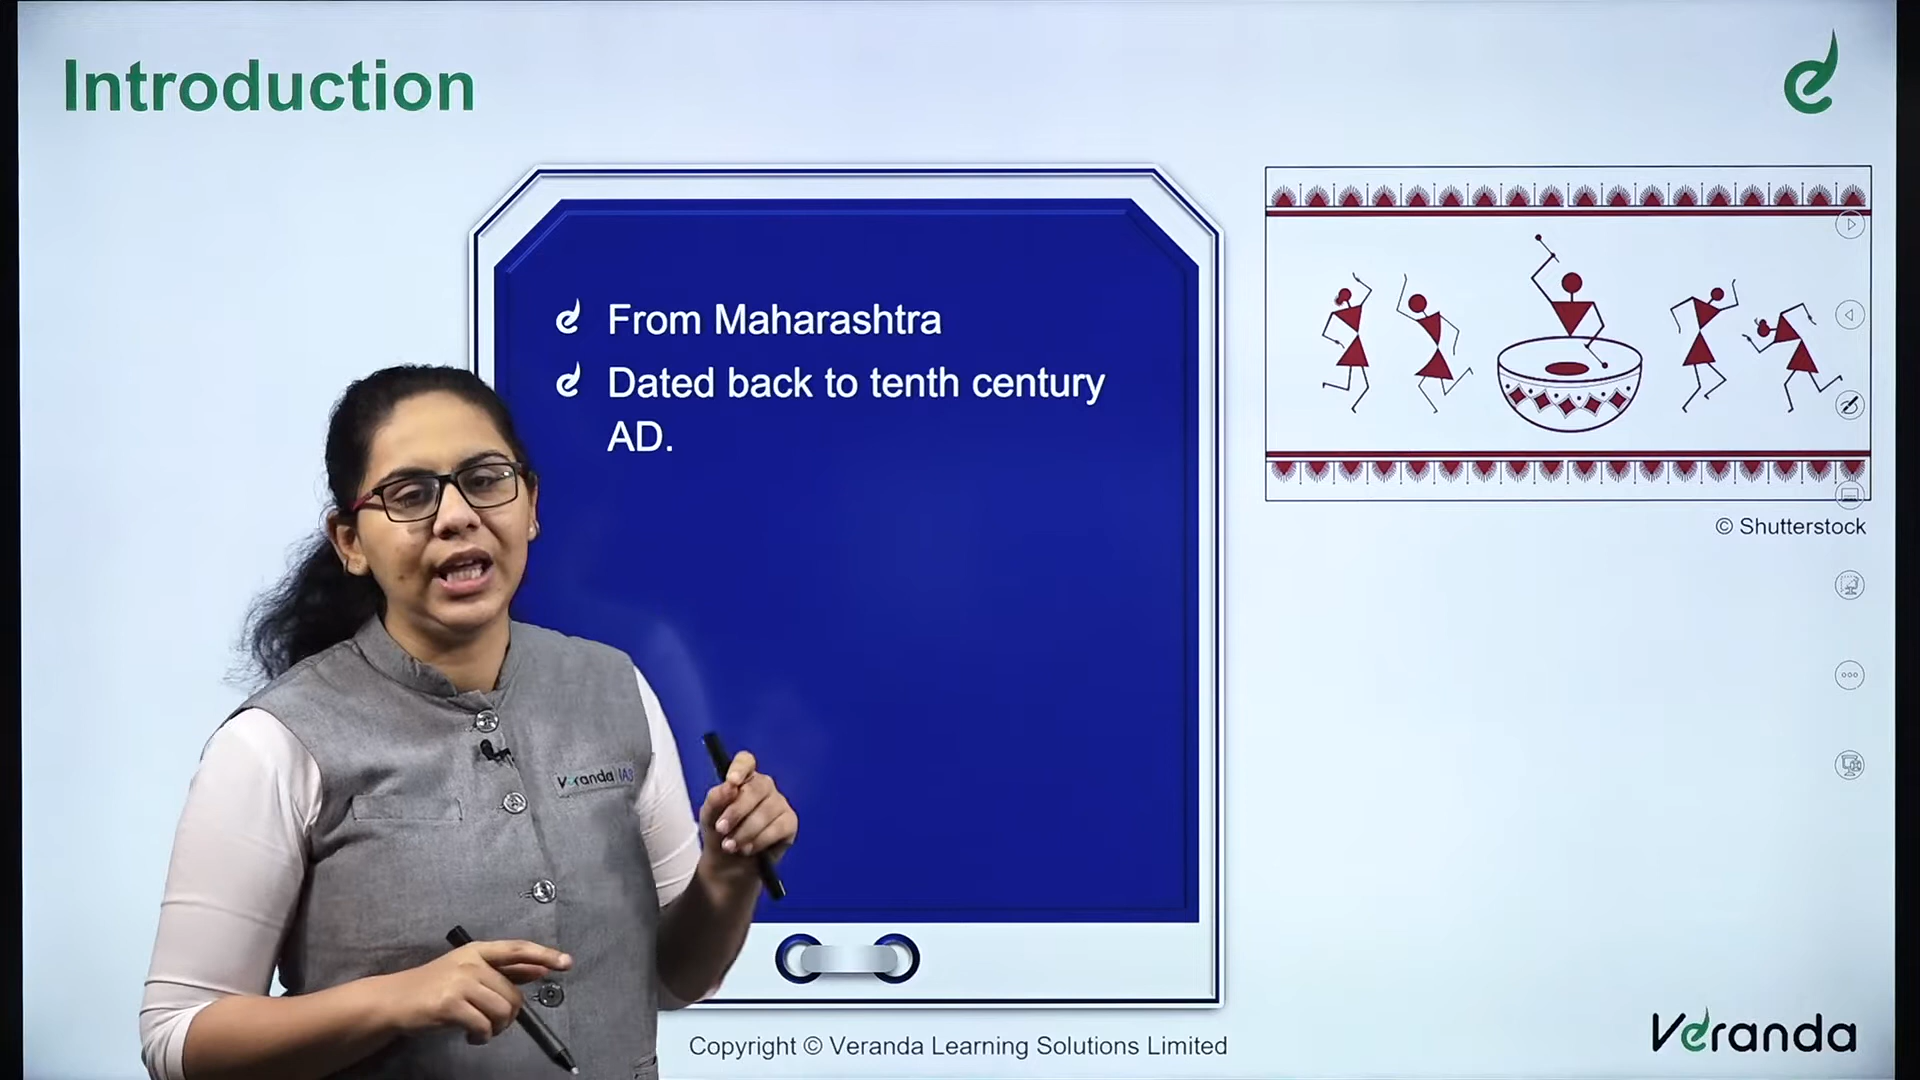 Introduction
From Maharashtra
Dated back to tenth century
AD.
© Shutterstock
Veranda IAS
Copyright © Veranda Learning Solutions Limited
Veranda